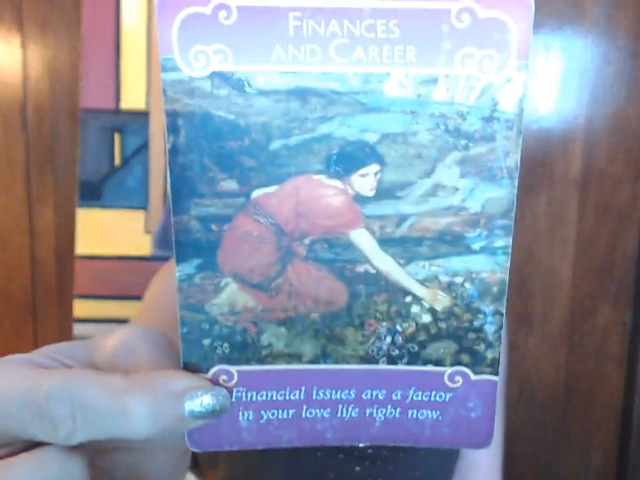 FINANCES
AND CAREER
Financial issues are a factor
in your love life right now.